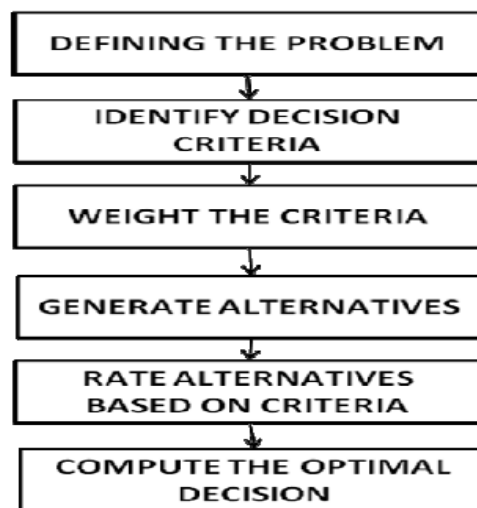 DEFINING THE PROBLEM
IDENTIFY DECISION
CRITERIA
WEIGHT THE CRITERIA
GENERATE ALTERNATIVES
RATE ALTERNATIVES
BASED ON CRITERIA
COMPUTE THE OPTIMAL
DECISION